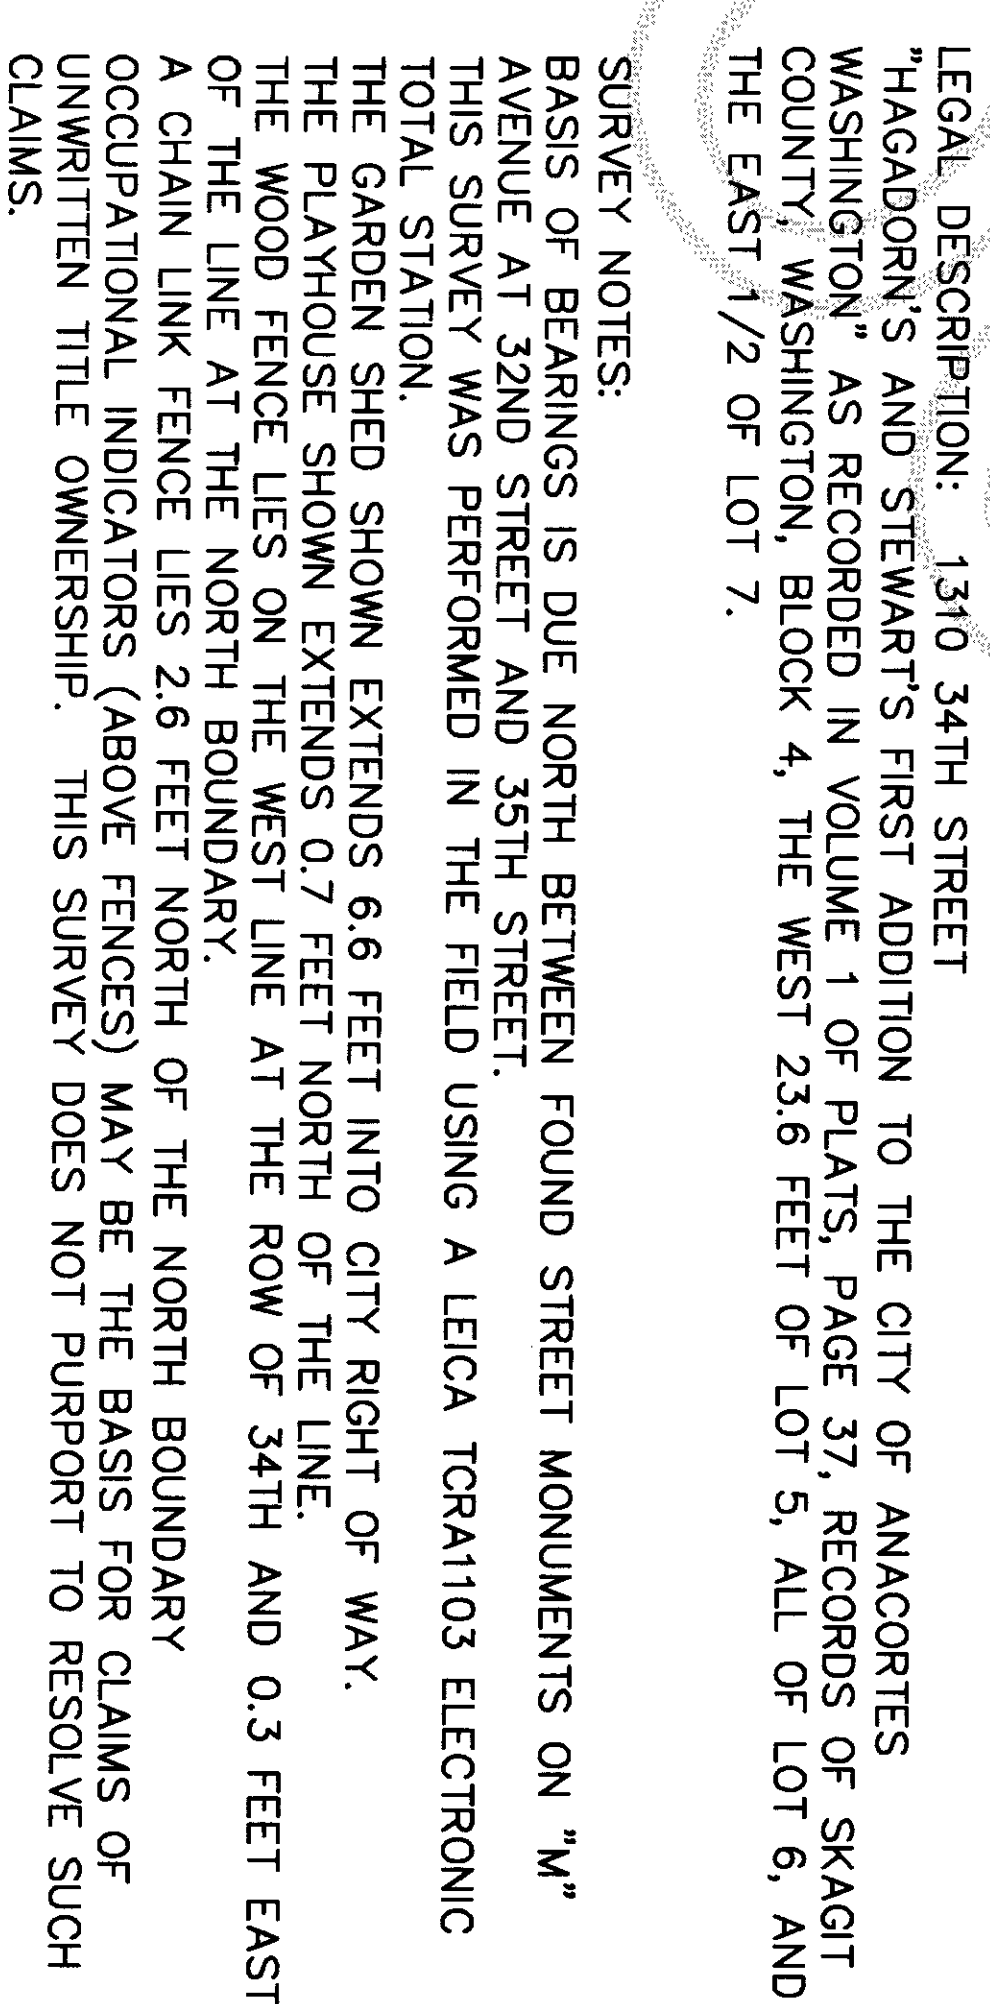 LEGAL DESCRIPTION: 1310 34TH STREET
"HAGADORN'S AND STEWART'S FIRST ADDITION TO THE CITY OF ANACORTES
WASHINGTON" AS RECORDED IN VOLUME 1 OF PLATS, PAGE 37, RECORDS OF SKAGIT
COUNTY, WASHINGTON, BLOCK 4, THE WEST 23.6 FEET OF LOT 5, ALL OF LOT 6, AND
THE EAST 1/2 OF LOT 7.
SURVEY NOTES:
BASIS OF BEARINGS IS DUE NORTH BETWEEN FOUND STREET MONUMENTS ON "M"
AVENUE AT 32ND STREET AND 35TH STREET.
THIS SURVEY WAS PERFORMED IN THE FIELD USING A LEICA TCRA1103 ELECTRONIC
TOTAL STATION.
THE GARDEN SHED SHOWN EXTENDS 6.6 FEET INTO CITY RIGHT OF WAY.
THE PLAYHOUSE SHOWN EXTENDS 0.7 FEET NORTH OF THE LINE.
THE WOOD FENCE LIES ON THE WEST LINE AT THE ROW OF 34TH AND 0.3 FEET EAST
OF THE LINE AT THE NORTH BOUNDARY.
A CHAIN LINK FENCE LIES 2.6 FEET NORTH OF THE NORTH BOUNDARY
OCCUPATIONAL INDICATORS (ABOVE FENCES) MAY BE THE BASIS FOR CLAIMS OF
UNWRITTEN TITLE OWNERSHIP. THIS SURVEY DOES NOT PURPORT TO RESOLVE SUCH
CLAIMS.